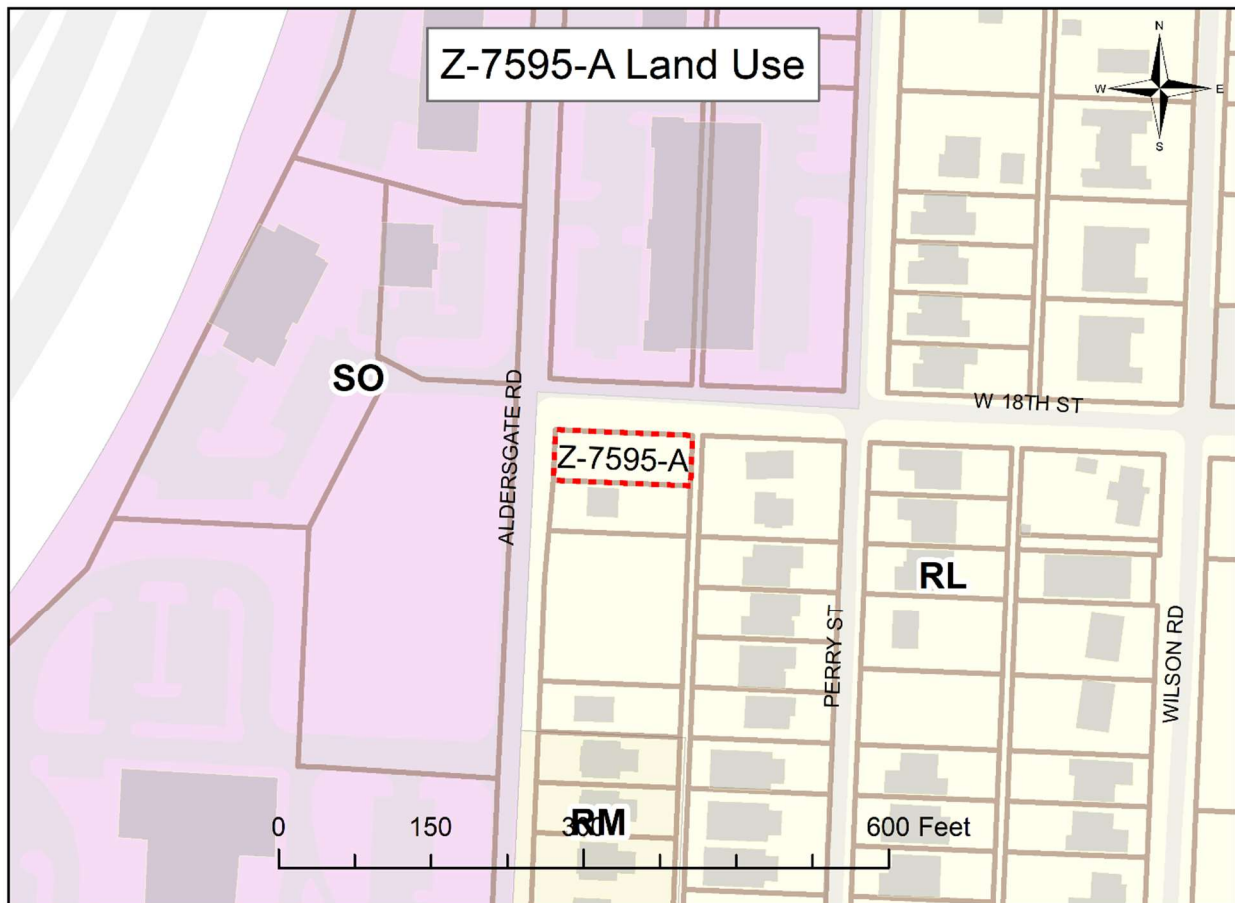 Z-7595-A Land Use
N
W E
S
SO
ALDERSGATE RD
W 18TH ST
Z-7595-A
RL
PERRY ST
WILSON RD
RM
0 150 300 600 Feet